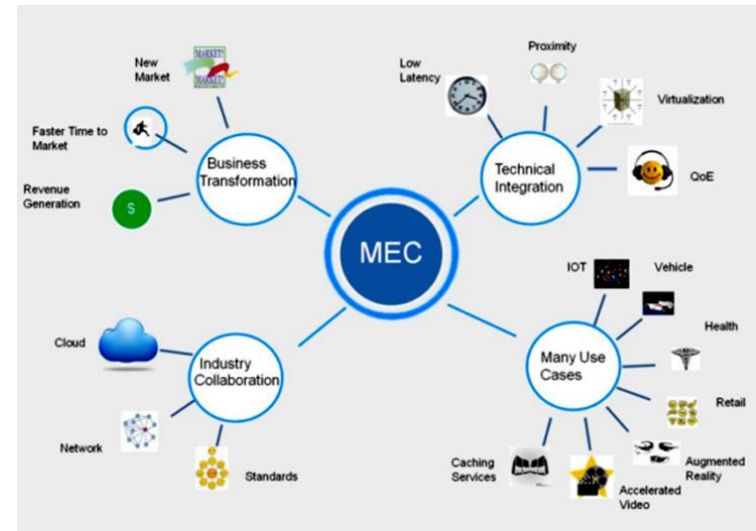 New
Market
MARKET
MARKET
Faster Time to
Market
Revenue
Generation
$
Business
Transformation
Low
Latency
Proximity
Virtualization
QoE
Technical
Integration
MEC
Cloud
Network
Standards
Industry
Collaboration
IOT
Vehicle
Health
Retail
Augmented
Reality
Accelerated
Video
Caching
Services
Many Use
Cases